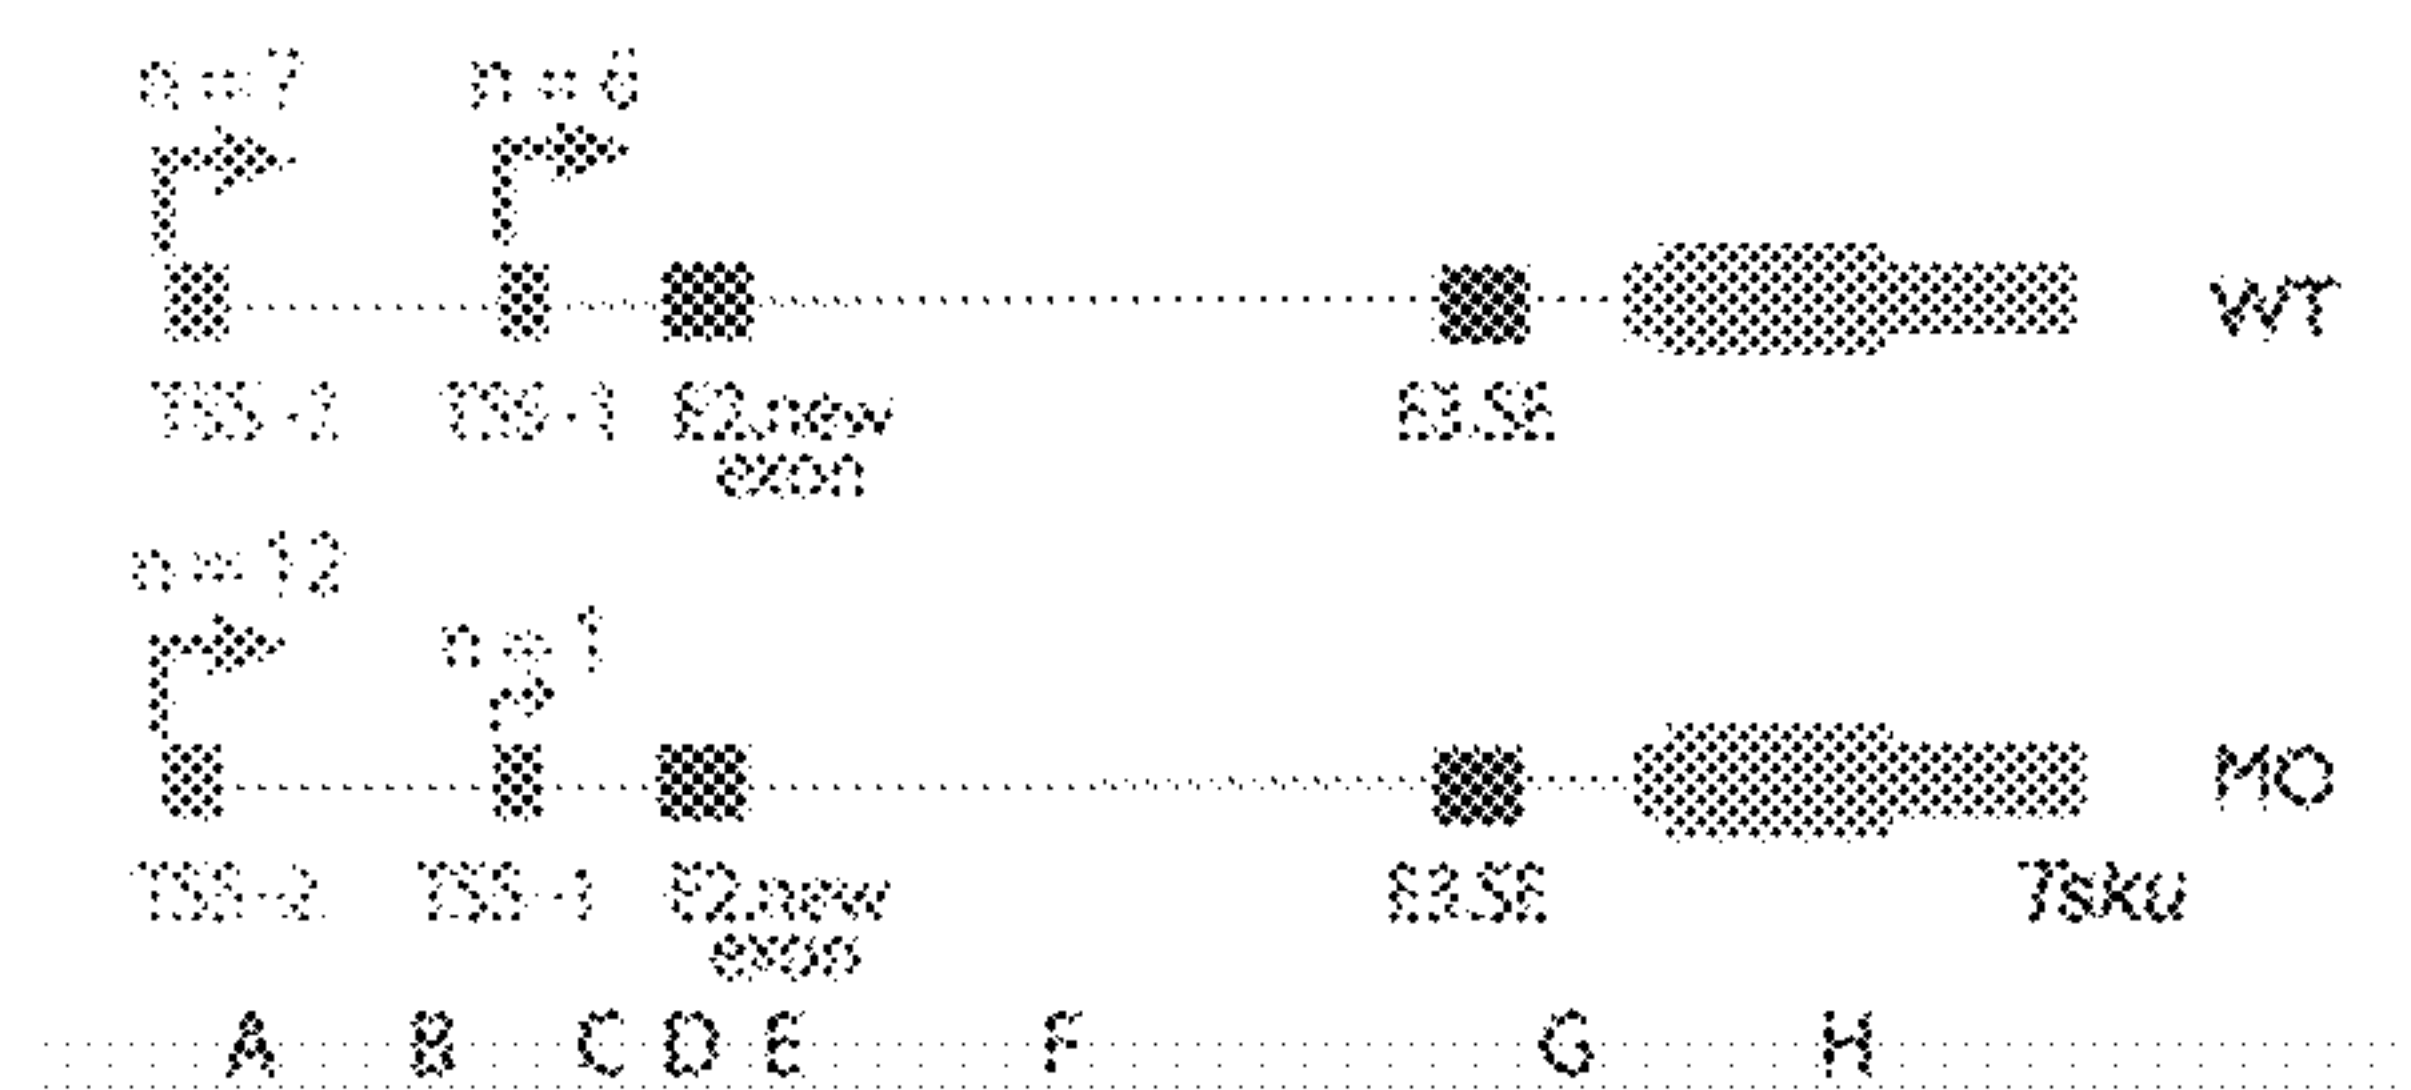 n = 7 n = 6
WT
TSS -2 TSS -1 E2.new
exon E3.SE
n = 12
n = 1
MO
TSS -2 TSS -1 E2.new
exon E3.SE
Tsku
A B C D E F G H